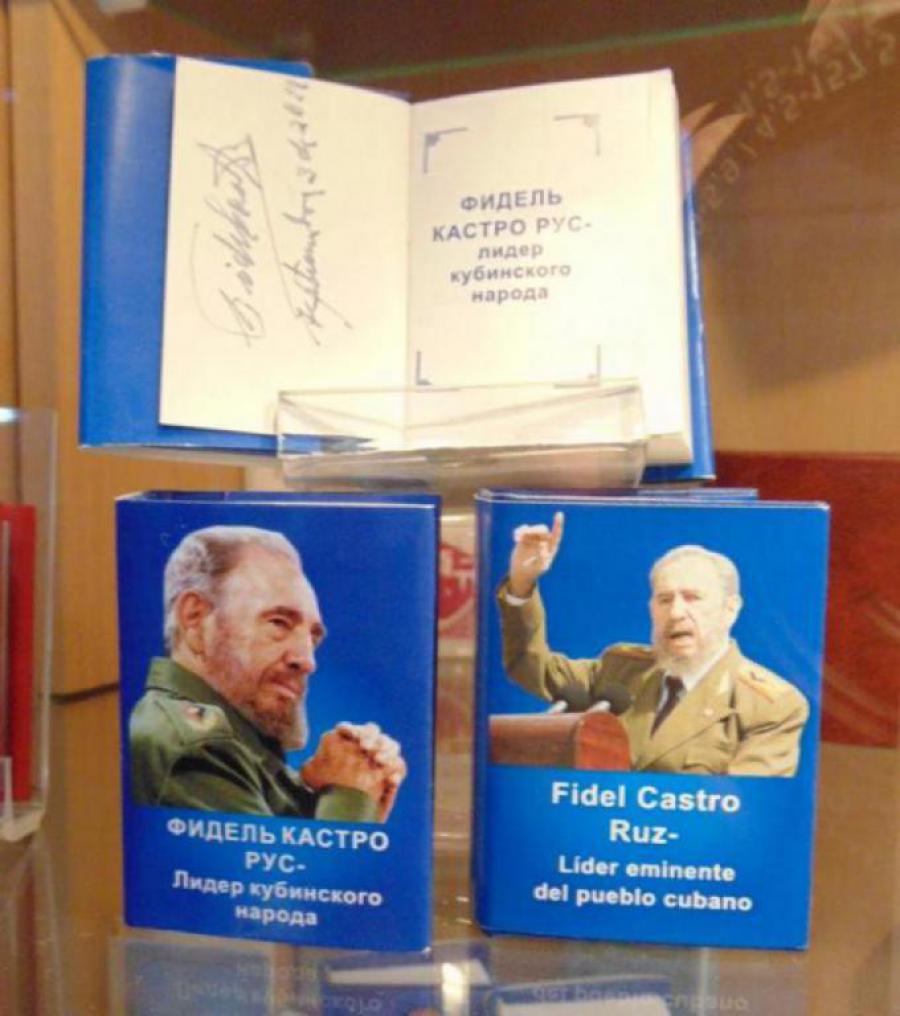 ФИДЕЛЬ
КАСТРО РУС-
лидер
кубинского
народа
ФИДЕЛЬ КАСТРО
РУС-
Лидер кубинского
народа
Fidel Castro
Ruz-
Líder eminente
del pueblo cubano